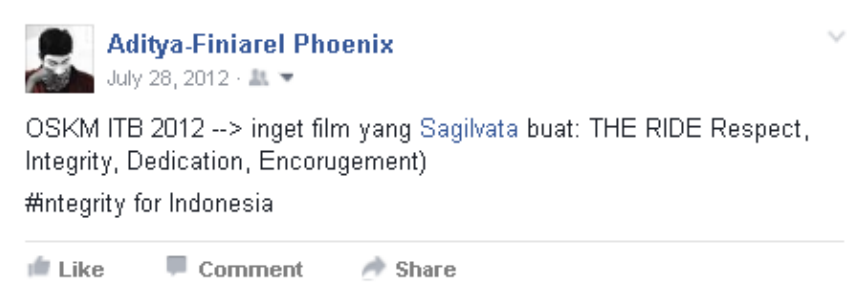 Aditya-Finiarel Phoenix
July 28, 2012 ·
OSKM ITB 2012 --> inget film yang Sagilvata buat: THE RIDE Respect,
Integrity, Dedication, Encorugement)
#integrity for Indonesia
Like Comment Share